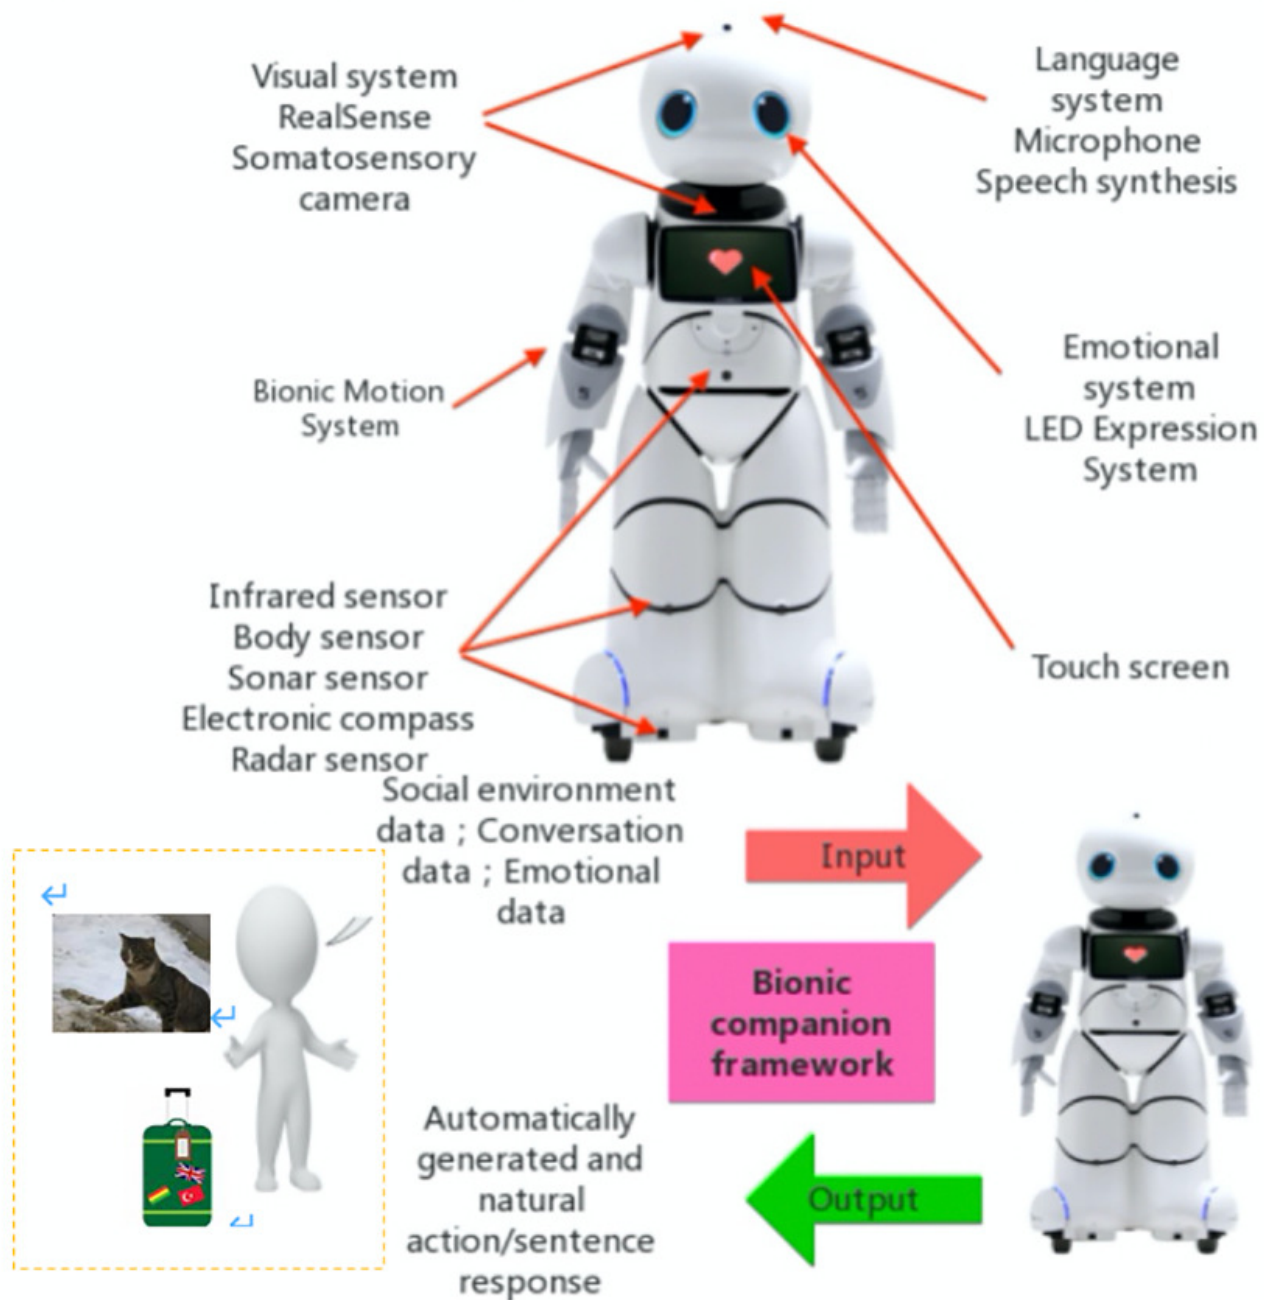 Visual system
RealSense
Somatosensory
camera
Language
system
Microphone
Speech synthesis
Bionic Motion
System
Emotional
system
LED Expression
System
Infrared sensor
Body sensor
Sonar sensor
Electronic compass
Radar sensor
Touch screen
Social environment
data ; Conversation
data ; Emotional
data
Input
Bionic
companion
framework
Automatically
generated and
natural
action/sentence
response
Output